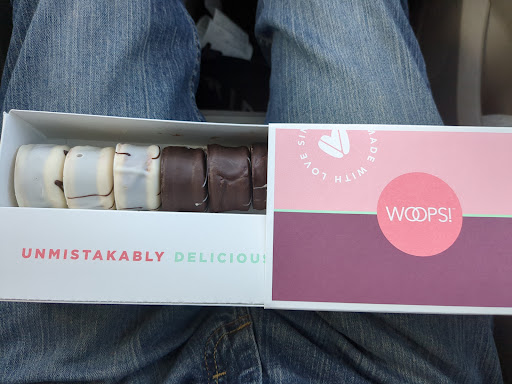 UNMISTAKABLY DELICIOUS
MADE WITH LOVE
WOOPS!